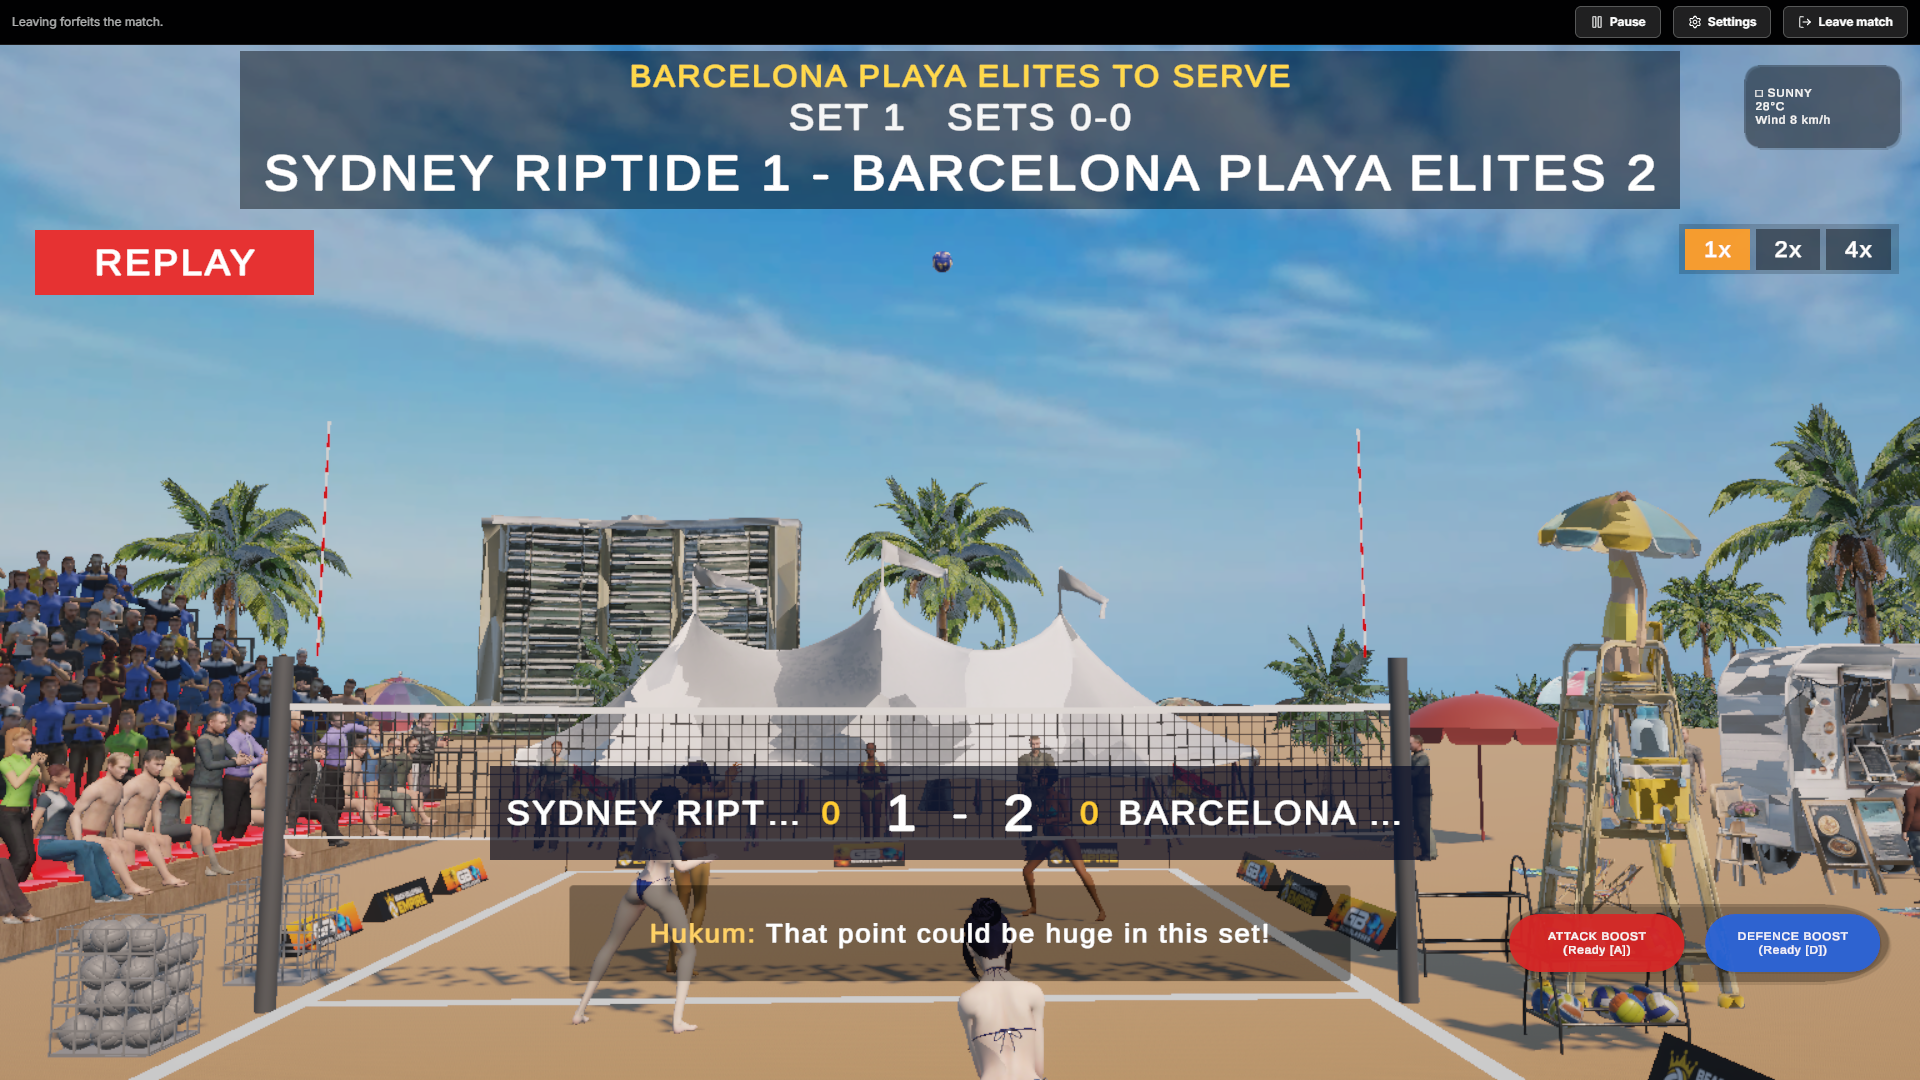 Leaving forfeits the match.
Pause
Settings
Leave match
BARCELONA PLAYA ELITES TO SERVE
SET 1 SETS 0-0
SYDNEY RIPTIDE 1 - BARCELONA PLAYA ELITES 2
SUNNY
28°C
Wind 8 km/h
REPLAY
1x
2x
4x
SYDNEY RIPT... 0 1 - 2 0 BARCELONA ...
Hukum: That point could be huge in this set!
ATTACK BOOST
(Ready [A])
DEFENCE BOOST
(Ready [D])